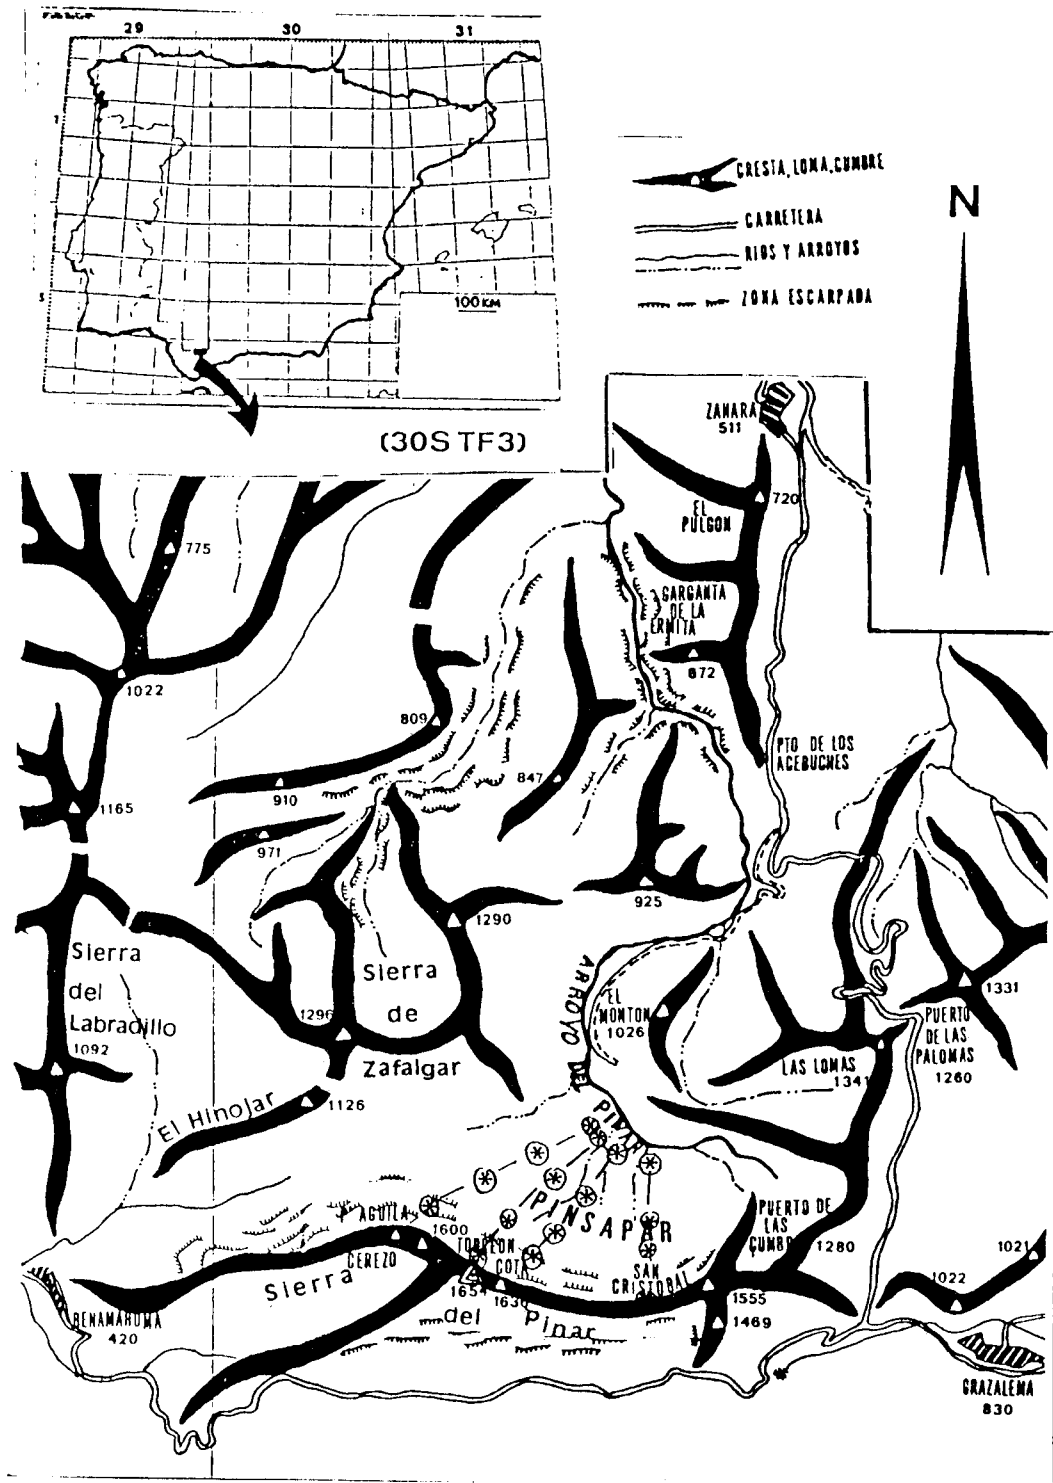 29
30
31
100 KM
(30S TF3)
CRESTA, LOMA, CUMBRE
CARRETERA
RIOS Y ARROYOS
ZONA ESCARPADA
N
ZAHARA
511
720
EL
PULGON
775
GARGANTA
DE LA
ERMITA
872
1022
809
PTO DE LOS
ACEBUCHES
847
910
1165
971
925
1290
Sierra
del
Labradillo
1092
Sierra
de
Zafalgar
1296
ARROYO DEL PINAR
EL
MONTON
1026
1331
PUERTO
DE LAS
PALOMAS
1260
LAS LOMAS
1341
El Hinojar
1126
PINSAPAR
PUERTO DE
LAS
CUMBRES
1280
AGUILA
1600
CEREZO
TORREON
COTA
1654
1630
SAN
CRISTOBAL
1555
1469
1021
1022
Sierra
del Pinar
BENAMAHOMA
420
GRAZALEMA
830